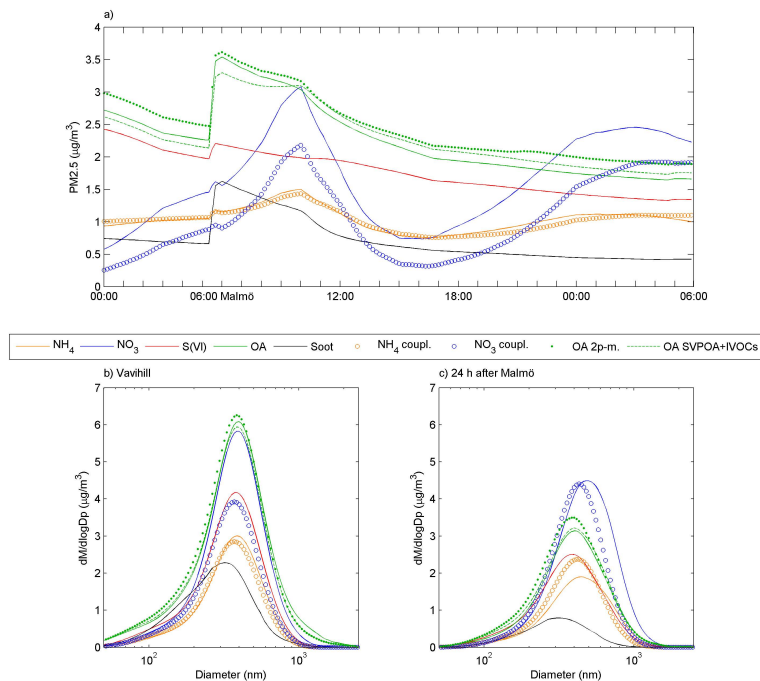 a)
4
3.5
3
2.5
2
1.5
1
0.5
0
PM2.5 (µg/m³)
00:00 06:00 Malmö 12:00 18:00 00:00 06:00
NH₄ NO₃ S(VI) OA Soot NH₄ coupl. NO₃ coupl. OA 2p-m. OA SVPOA+IVOCs
b) Vavihill
7
6
5
4
3
2
1
0
dM/dlogDp (µg/m³)
10² 10³
Diameter (nm)
c) 24 h after Malmö
7
6
5
4
3
2
1
0
dM/dlogDp (µg/m³)
10² 10³
Diameter (nm)